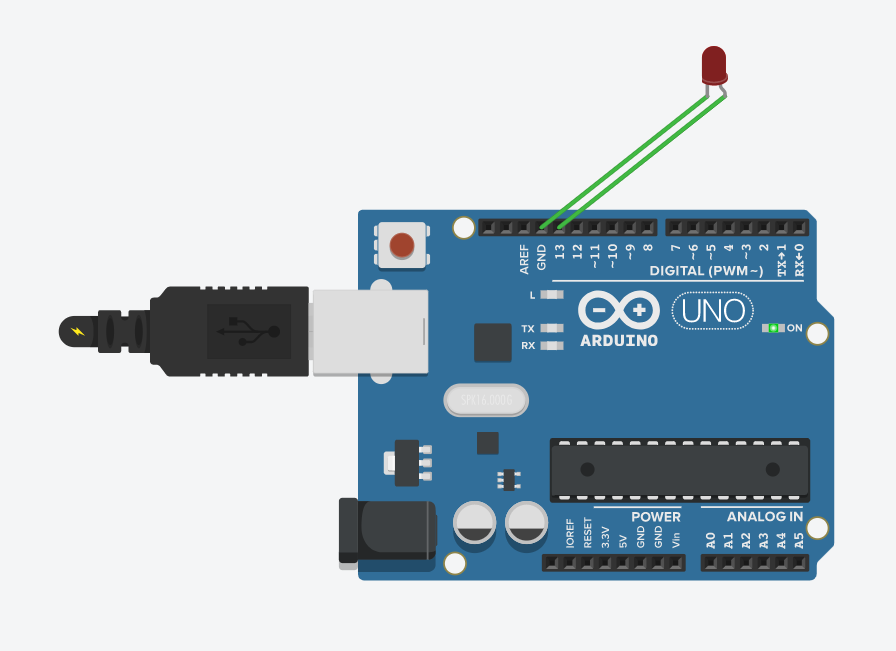 AREF
GND
13
12
~11
~10
~9
8
7
~6
~5
4
~3
2
TX→1
RX←0
DIGITAL (PWM~)
L
TX
RX
UNO
ON
ARDUINO
SPK16.000G
POWER
ANALOG IN
IOREF
RESET
3.3V
5V
GND
GND
Vin
A0
A1
A2
A3
A4
A5